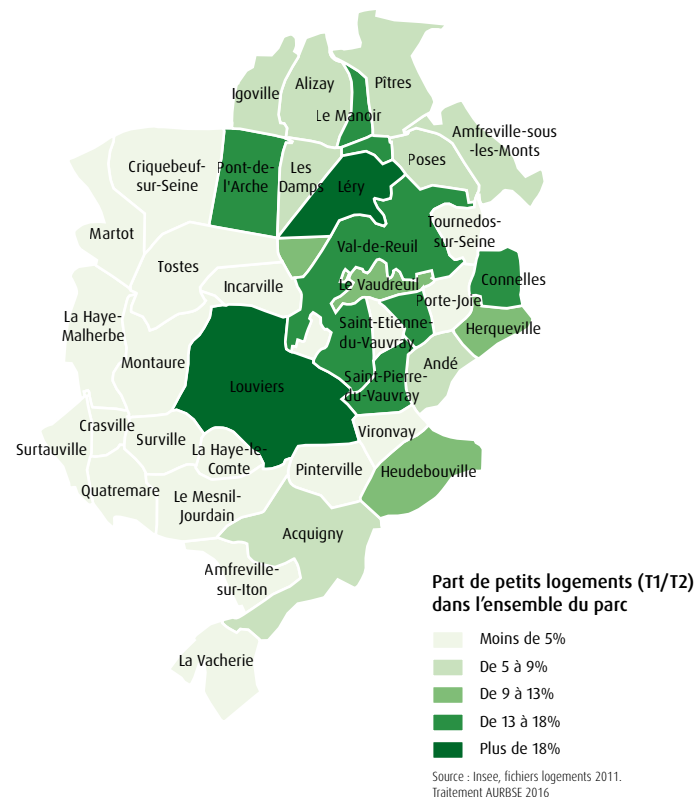 Pîtres
Alizay
Igoville
Le Manoir
Amfreville-sous
-les-Monts
Criquebeuf-
sur-Seine
Pont-de-
l'Arche
Les
Damps
Léry
Poses
Martot
Tournedos-
sur-Seine
Val-de-Reuil
Tostes
Incarville
Le Vaudreuil
Connelles
Porte-Joie
La Haye-
Malherbe
Saint-Etienne-
du-Vauvray
Herqueville
Montaure
Andé
Louviers
Saint-Pierre-
du-Vauvray
Crasville
Surville
Vironvay
Surtauville
La Haye-le-
Comte
Pinterville
Heudebouville
Quatremare
Le Mesnil-
Jourdain
Acquigny
Amfreville-
sur-Iton
La Vacherie
Part de petits logements (T1/T2)
dans l'ensemble du parc
Moins de 5%
De 5 à 9%
De 9 à 13%
De 13 à 18%
Plus de 18%
Source : Insee, fichiers logements 2011.
Traitement AURBSE 2016